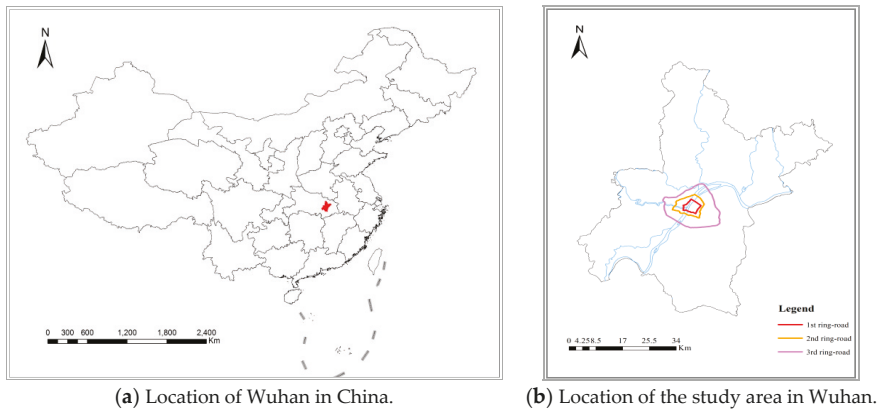 N
0 300 600 1,200 1,800 2,400
Km
(a) Location of Wuhan in China.
N
Legend
1st ring-road
2nd ring-road
3rd ring-road
0 4.25 8.5 17 25.5 34
Km
(b) Location of the study area in Wuhan.